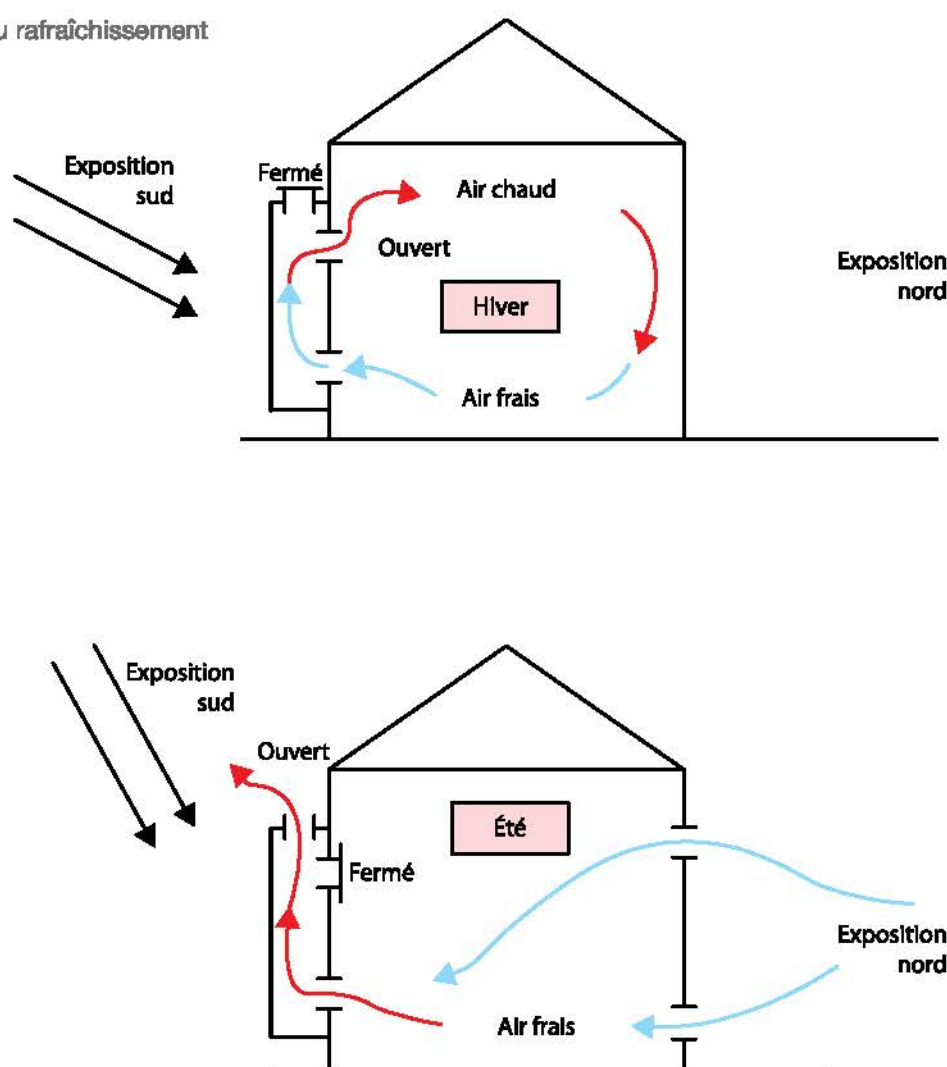 u rafraîchissement
Exposition
sud
Fermé
Air chaud
Ouvert
Exposition
nord
Hiver
Air frais
Exposition
sud
Ouvert
Été
Fermé
Exposition
nord
Air frais